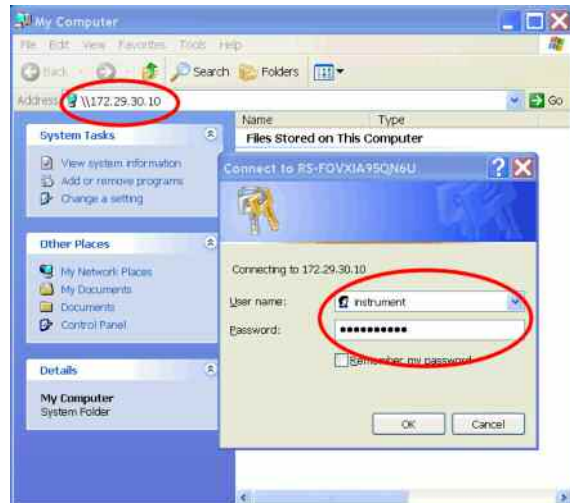 My Computer
File Edit View Favorites Tools Help
Back Search Folders
Address \\172.29.30.10 Go
Name Type
Files Stored on This Computer
System Tasks
View system information
Add or remove programs
Change a setting
Other Places
My Network Places
My Documents
Documents
Control Panel
Details
My Computer
System Folder
Connect to RS-FOVXIA95QN6U
Connecting to 172.29.30.10
User name: instrument
Password: ●●●●●●●●●●
Remember my password
OK Cancel